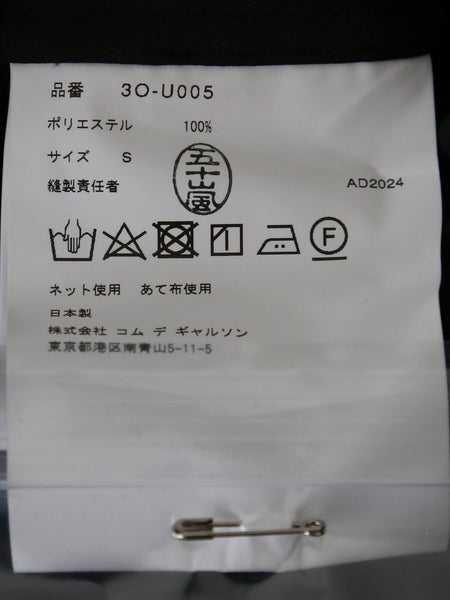 品番 3O-U005
ポリエステル 100%
サイズ S
縫製責任者 五十嵐 AD2024
F
ネット使用 あて布使用
日本製
株式会社 コム デ ギャルソン
東京都港区南青山5-11-5